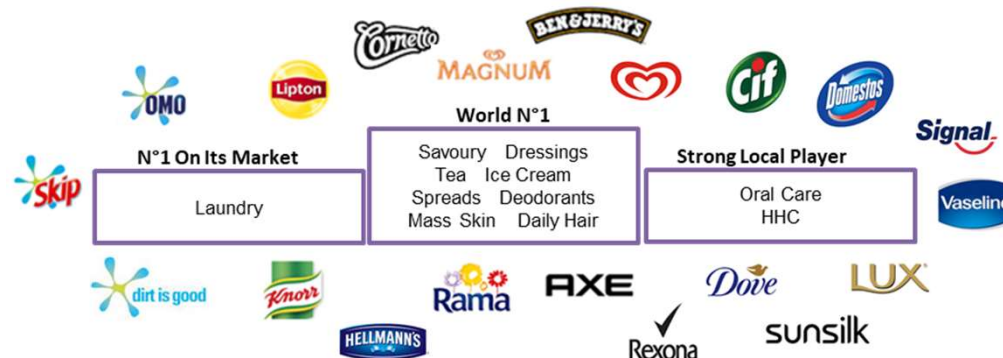 BEN & JERRY'S
Cornetto
MAGNUM
Cif
Domestos
Lipton
OMO
Signal
World N°1
N°1 On Its Market
Strong Local Player
Savoury Dressings
Tea Ice Cream
Spreads Deodorants
Mass Skin Daily Hair
Laundry
Oral Care
HHC
Skip
Vaseline
dirt is good
Knorr
Rama
AXE
Dove
LUX
HELLMANN'S
Rexona
sunsilk